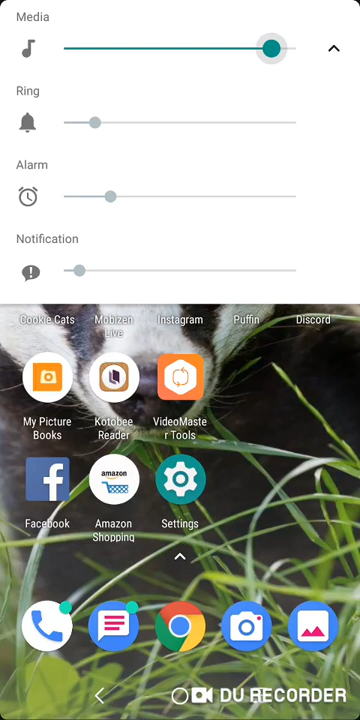 Media
Ring
Alarm
Notification
Cookie Cats Mobizen Instagram Puffin Discord
Live
My Picture Kotobee VideoMaste
Books Reader r Tools
amazon
Facebook Amazon Settings
Shopping
DU RECORDER